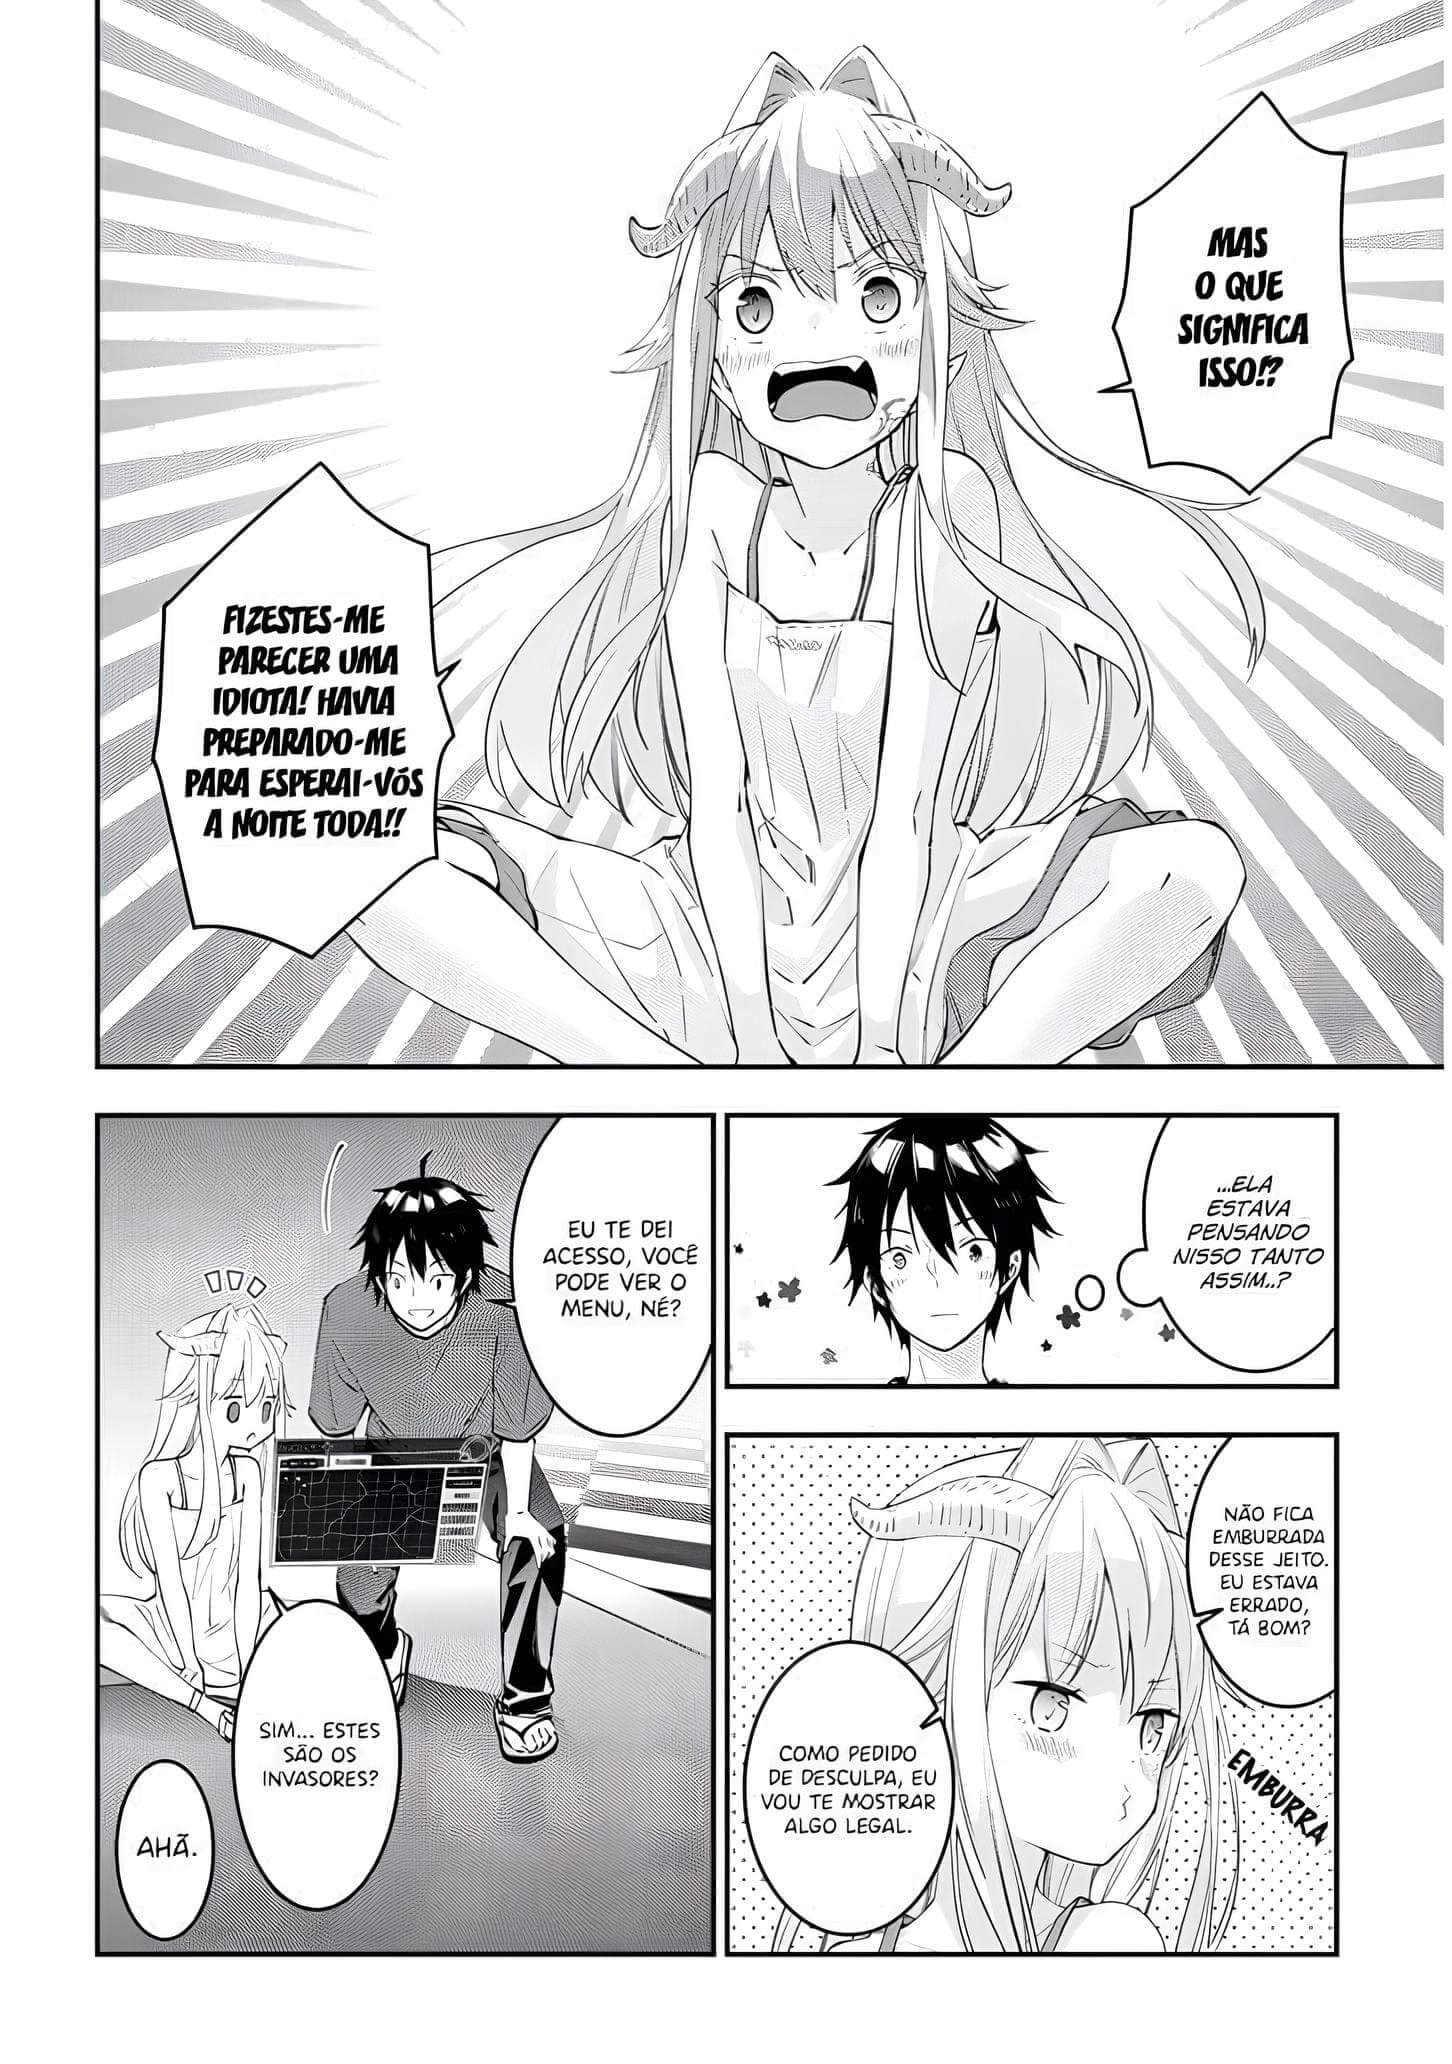 MAS
O QUE
SIGNIFICA
ISSO!?
FIZESTES-ME
PARECER UMA
IDIOTA! HAVIA
PREPARADO-ME
PARA ESPERAI-VÓS
A NOITE TODA!!
...ELA
ESTAVA
PENSANDO
NISSO TANTO
ASSIM..?
NÃO FICA
EMBURRADA
DESSE JEITO.
EU ESTAVA
ERRADO,
TÁ BOM?
EMBURRA
COMO PEDIDO
DE DESCULPA, EU
VOU TE MOSTRAR
ALGO LEGAL.
EU TE DEI
ACESSO, VOCÊ
PODE VER O
MENU, NÉ?
SIM... ESTES
SÃO OS
INVASORES?
AHÃ.